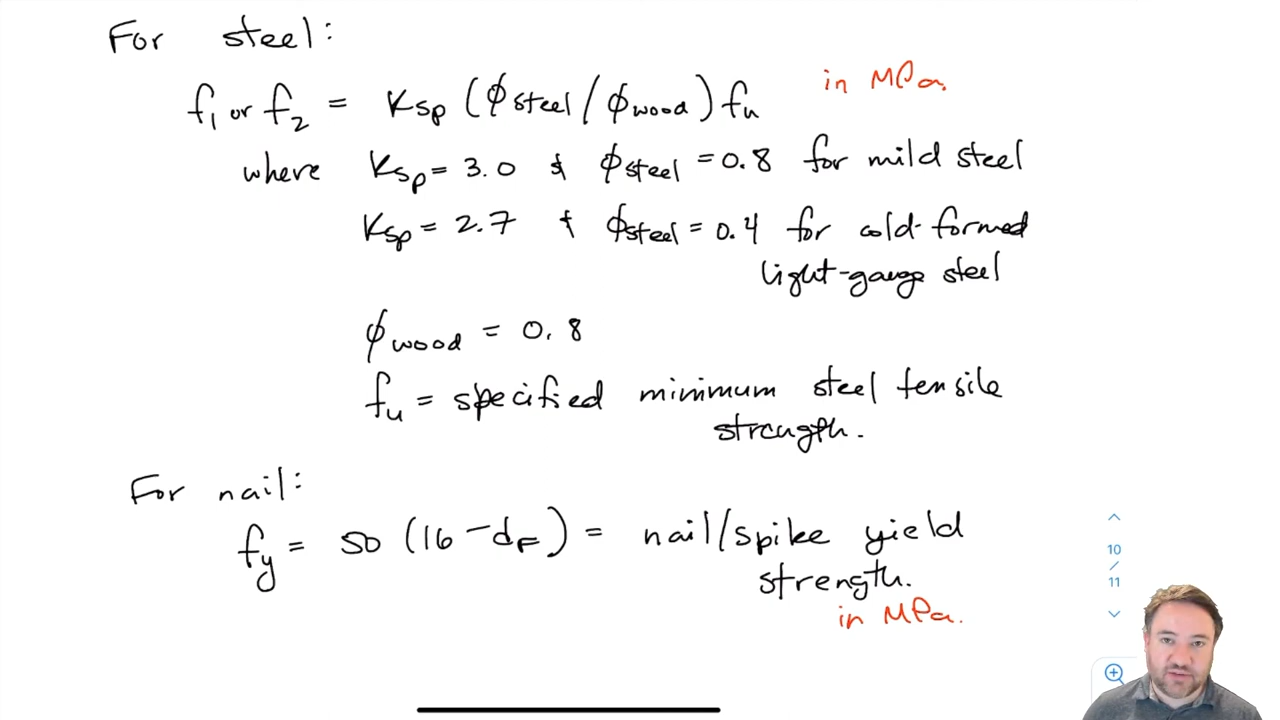 For steel:
f₁ or f₂ = Ksp (ϕsteel / ϕwood) fu in MPa.
where Ksp = 3.0 & ϕsteel = 0.8 for mild steel
Ksp = 2.7 & ϕsteel = 0.4 for cold-formed
light-gauge steel
ϕwood = 0.8
fu = specified minimum steel tensile
strength.
For nail:
fy = 50 (16 - dF) = nail/spike yield
strength.
in MPa.
10
/
11